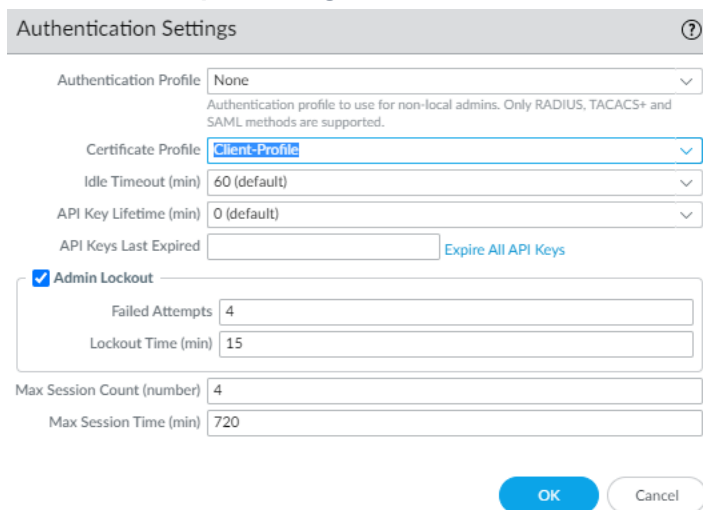 Authentication Settings
Authentication Profile None
Authentication profile to use for non-local admins. Only RADIUS, TACACS+ and
SAML methods are supported.
Certificate Profile Client-Profile
Idle Timeout (min) 60 (default)
API Key Lifetime (min) 0 (default)
API Keys Last Expired Expire All API Keys
Admin Lockout
Failed Attempts 4
Lockout Time (min) 15
Max Session Count (number) 4
Max Session Time (min) 720
OK Cancel